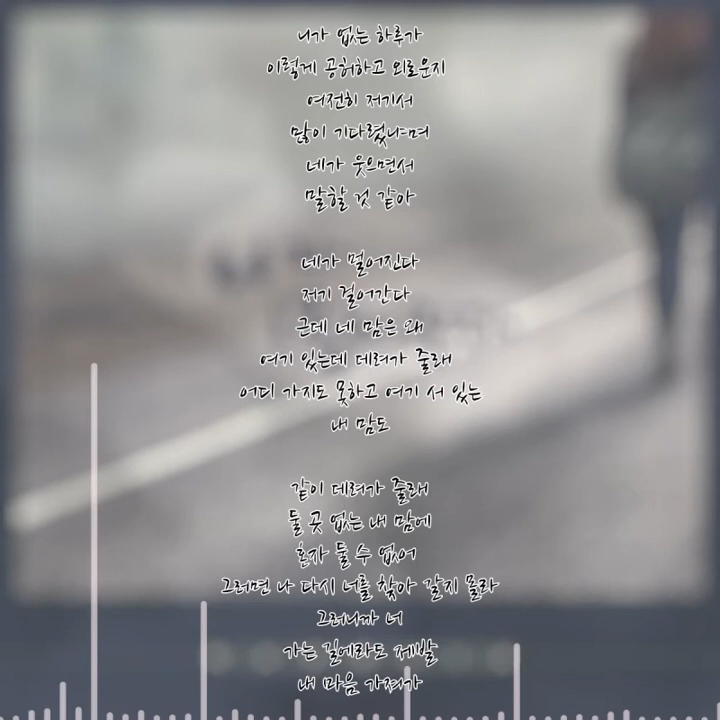 니가 없는 하루가
이렇게 공허하고 외로운지
여전히 저기서
많이 기다렸냐며
네가 웃으면서
말할 것 같아
네가 멀어진다
저기 걸어간다
근데 네 맘은 왜
여기 있는데 데려가 줄래
어디 가지도 못하고 여기 서 있는
내 맘도
같이 데려가 줄래
둘 곳 없는 내 맘에
혼자 둘 수 없어
그러면 나 다시 너를 찾아 갈지 몰라
그러니까 너
가는 길에라도 제발
내 마음 가져가